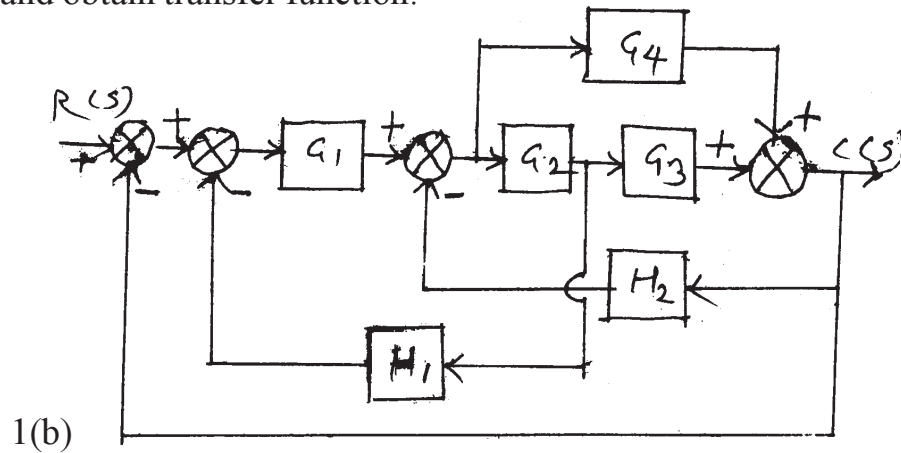 and obtain transfer function.
G4
R(S)
+
+
-
+
-
G1
+
-
G2
G3
+
+
C(S)
H2
H1
1(b)